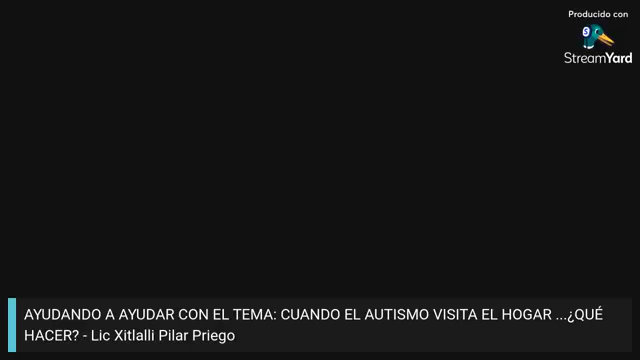 Producido con
S
StreamYard
AYUDANDO A AYUDAR CON EL TEMA: CUANDO EL AUTISMO VISITA EL HOGAR ...¿QUÉ
HACER? - Lic Xitlalli Pilar Priego